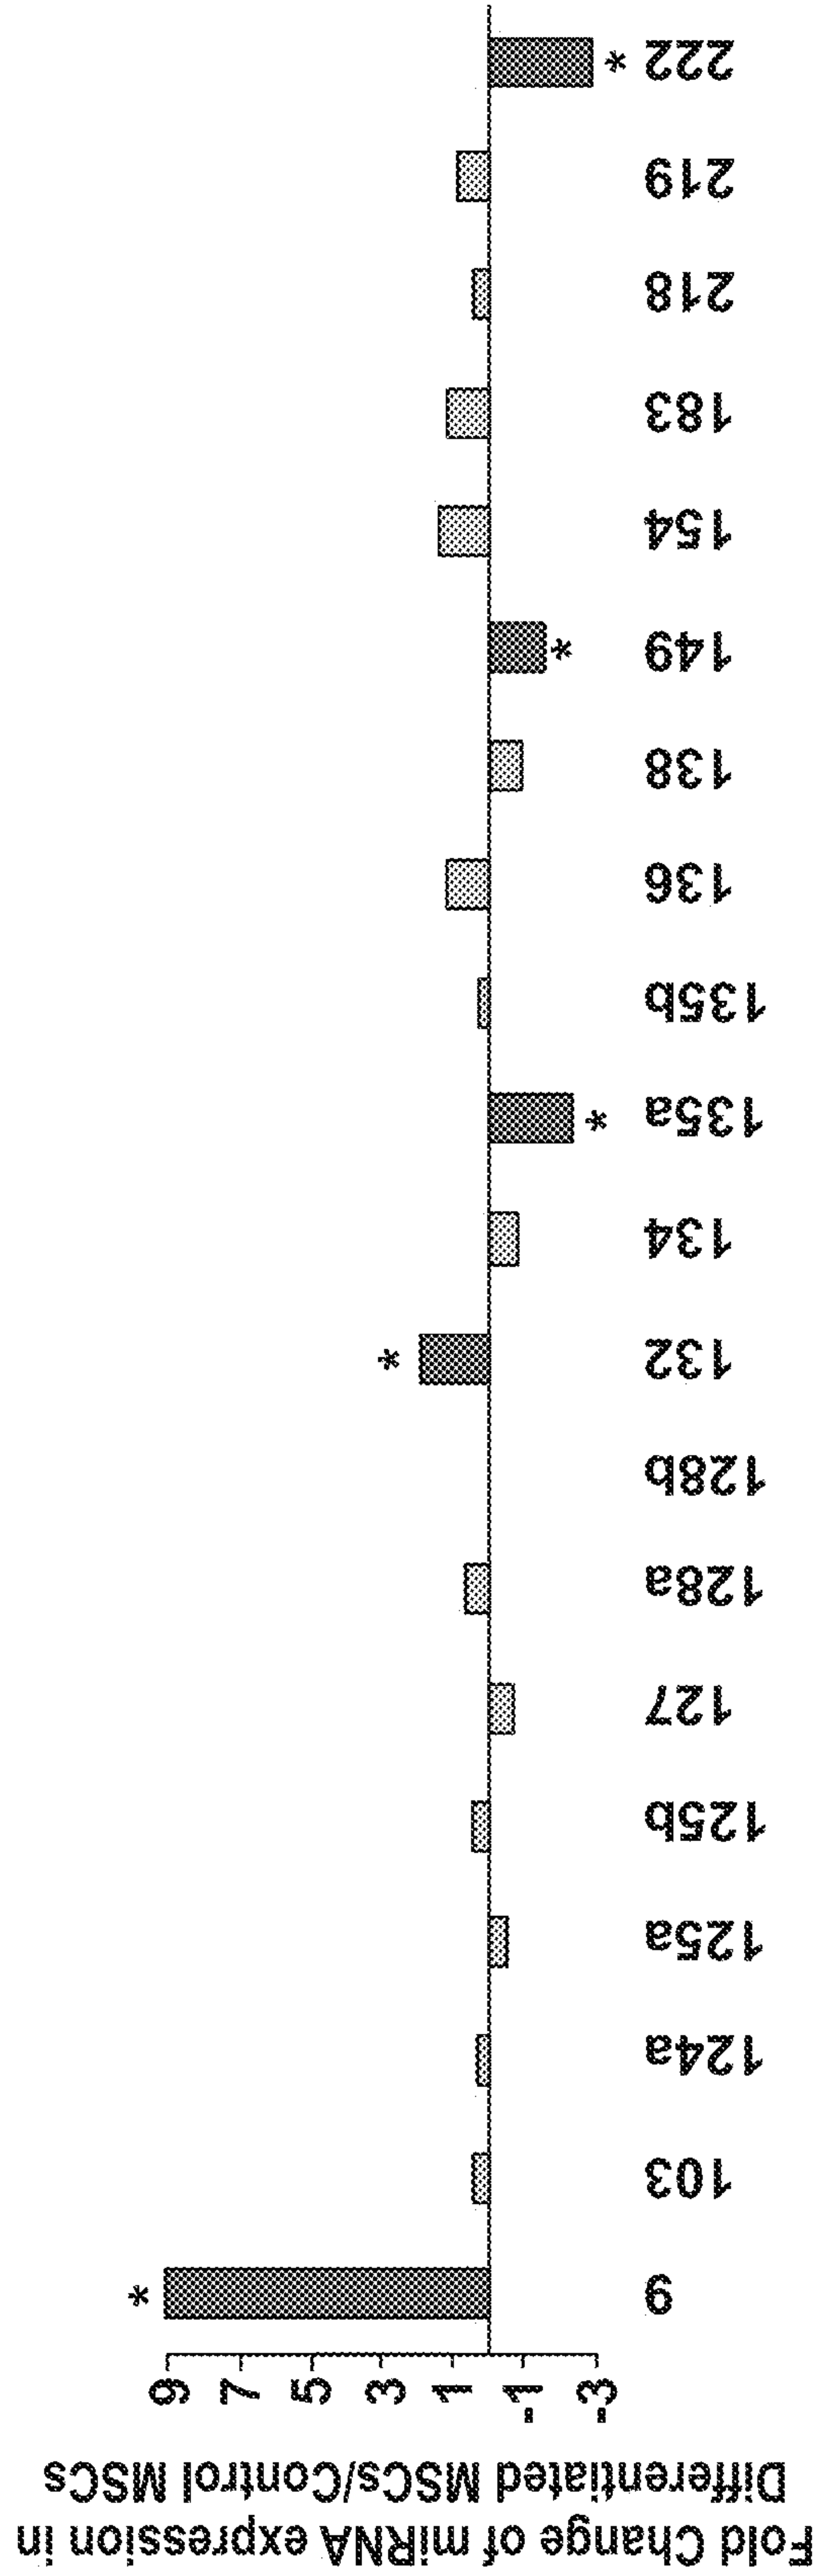 Fold Change of miRNA expression in
Differentiated MSCs/Control MSCs
9
7
5
3
1
-1
-3
*
*
*
*
*
9
103
124a
125a
125b
127
128a
128b
132
134
135a
135b
136
138
149
154
183
218
219
222